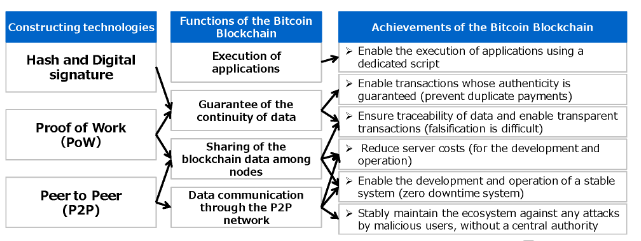 Constructing technologies
Hash and Digital
signature
Proof of Work
(PoW)
Peer to Peer
(P2P)
Functions of the Bitcoin
Blockchain
Execution of
applications
Guarantee of the
continuity of data
Sharing of the
blockchain data among
nodes
Data communication
through the P2P
network
Achievements of the Bitcoin Blockchain
➤ Enable the execution of applications using a
dedicated script
➤ Enable transactions whose authenticity is
guaranteed (prevent duplicate payments)
➤ Ensure traceability of data and enable transparent
transactions (falsification is difficult)
➤ Reduce server costs (for the development and
operation)
➤ Enable the development and operation of a stable
system (zero downtime system)
➤ Stably maintain the ecosystem against any attacks
by malicious users, without a central authority